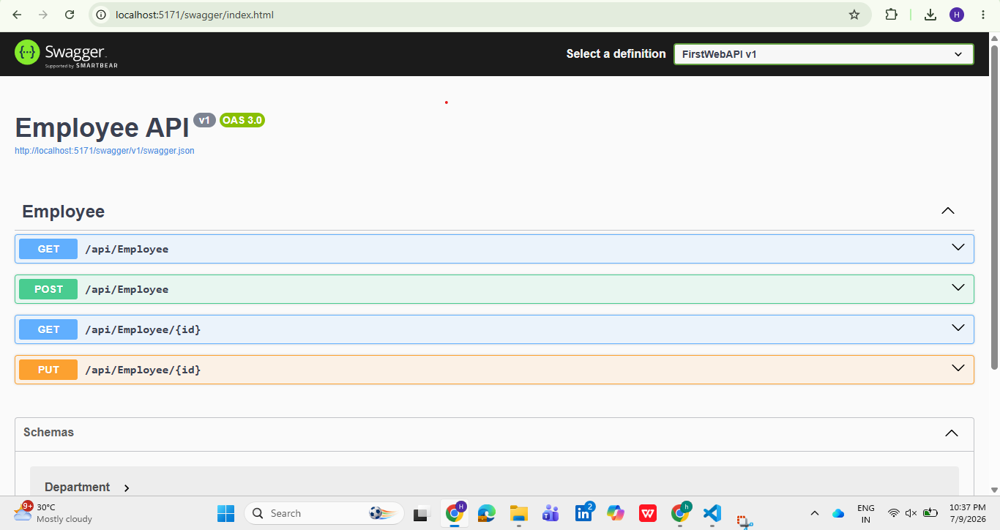 localhost:5171/swagger/index.html
H
{···} Swagger
Supported by SMARTBEAR
Select a definition
FirstWebAPI v1
Employee API v1 OAS 3.0
http://localhost:5171/swagger/v1/swagger.json
Employee
GET /api/Employee
POST /api/Employee
GET /api/Employee/{id}
PUT /api/Employee/{id}
Schemas
Department
9+
30°C
Mostly cloudy
Search
H
T
in 2
W
h
ENG
IN
10:37 PM
7/9/2026